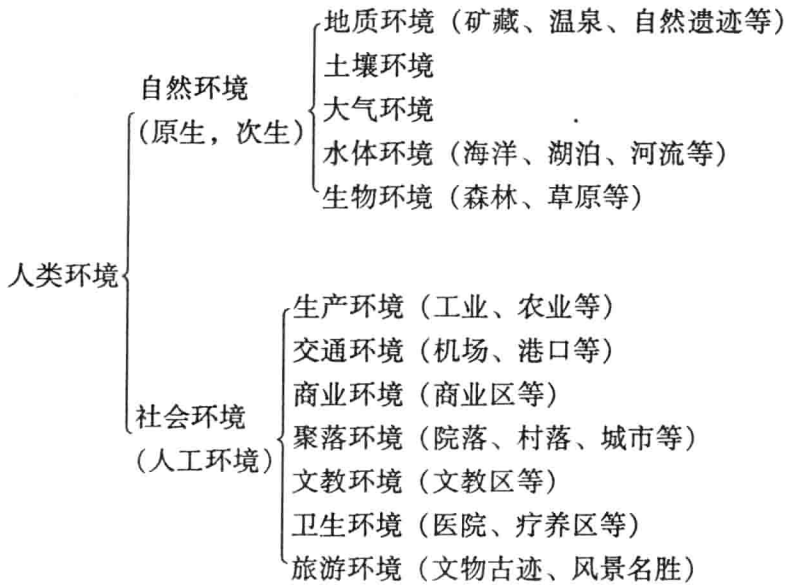 地质环境（矿藏、温泉、自然遗迹等）
自然环境
土壤环境
大气环境
(原生，次生)
水体环境（海洋、湖泊、河流等）
生物环境（森林、草原等）
人类环境
生产环境（工业、农业等）
交通环境（机场、港口等）
商业环境（商业区等）
社会环境
聚落环境（院落、村落、城市等）
(人工环境)
文教环境（文教区等）
卫生环境（医院、疗养区等）
旅游环境（文物古迹、风景名胜）